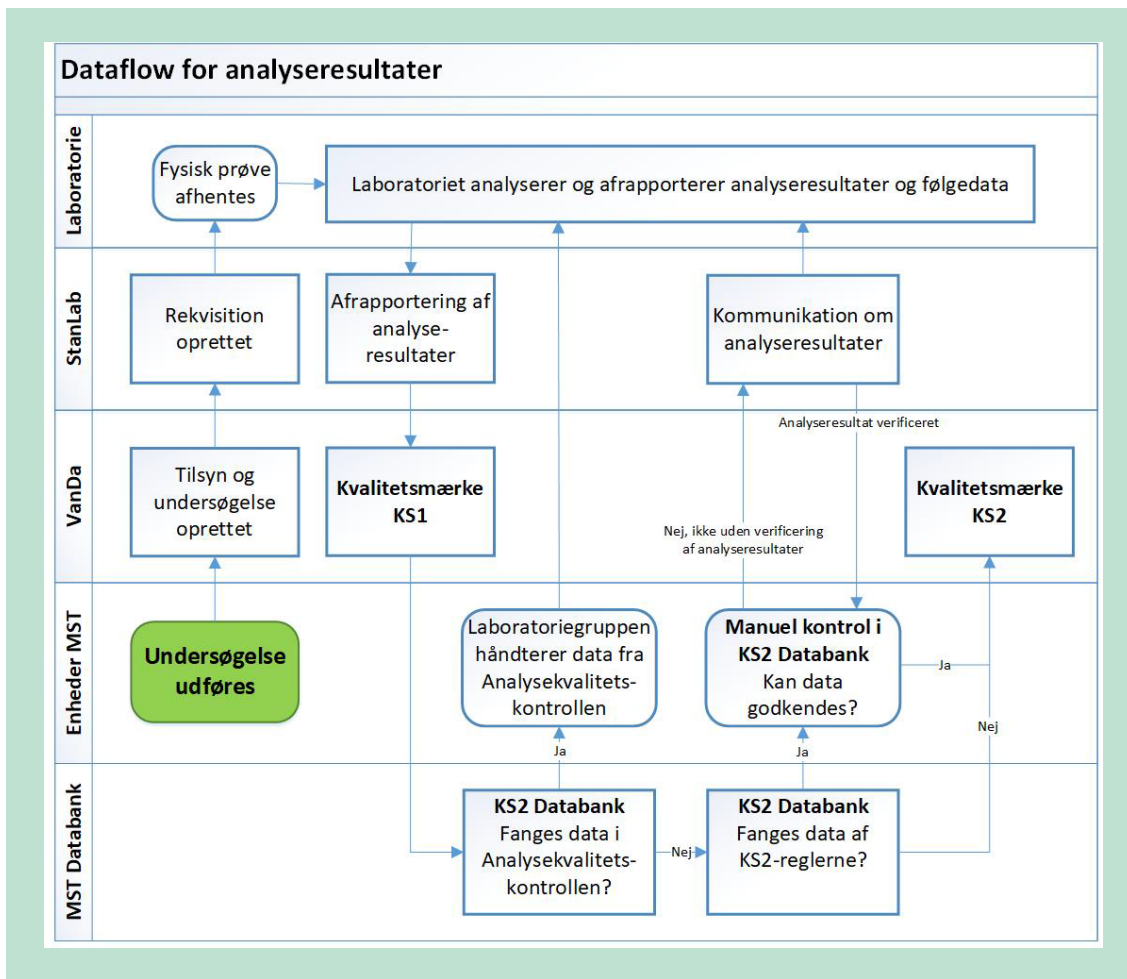 Dataflow for analyseresultater
Laboratorie
Fysisk prøve
afhentes
Laboratoriet analyserer og afrapporterer analyseresultater og følgedata
StanLab
Rekvisition
oprettet
Afrapportering af
analyse-
resultater
Kommunikation om
analyseresultater
Analyseresultat verificeret
VanDa
Tilsyn og
undersøgelse
oprettet
Kvalitetsmærke
KS1
Nej, ikke uden verificering
af analyseresultater
Kvalitetsmærke
KS2
Enheder MST
Undersøgelse
udføres
Laboratoriegruppen
håndterer data fra
Analysekvalitets-
kontrollen
Manuel kontrol i
KS2 Databank
Kan data
godkendes?
Ja
Nej
Ja
Ja
MST Databank
KS2 Databank
Fanges data i
Analysekvalitets-
kontrollen?
Nej
KS2 Databank
Fanges data af
KS2-reglerne?